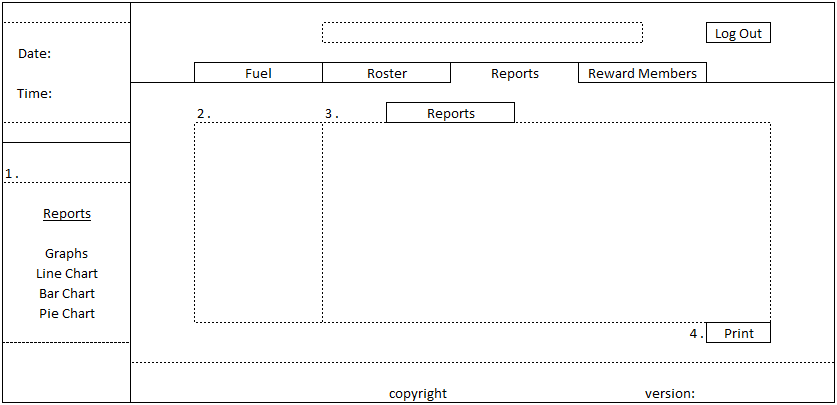 Log Out
Date:
Time:
Fuel Roster Reports Reward Members
2. 3. Reports
1.
Reports
Graphs
Line Chart
Bar Chart
Pie Chart
4. Print
copyright version: